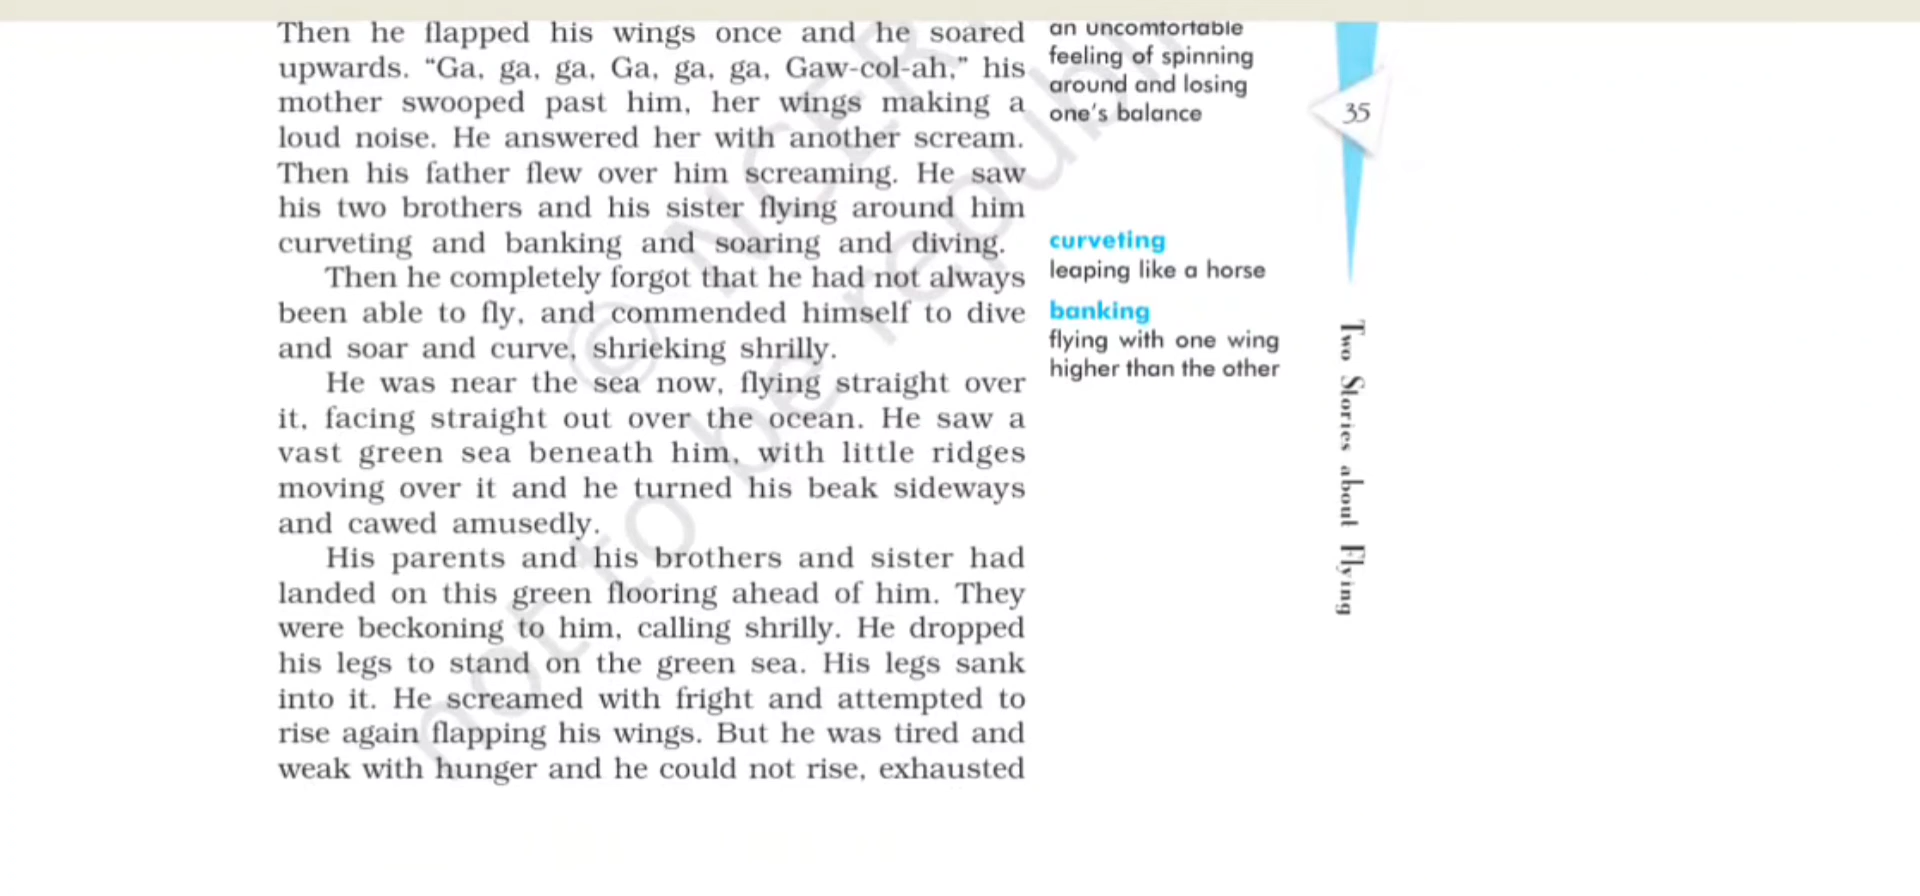 Then he flapped his wings once and he soared
upwards. “Ga, ga, ga, Ga, ga, ga, Gaw-col-ah,” his
mother swooped past him, her wings making a
loud noise. He answered her with another scream.
Then his father flew over him screaming. He saw
his two brothers and his sister flying around him
curveting and banking and soaring and diving.
Then he completely forgot that he had not always
been able to fly, and commended himself to dive
and soar and curve, shrieking shrilly.
He was near the sea now, flying straight over
it, facing straight out over the ocean. He saw a
vast green sea beneath him, with little ridges
moving over it and he turned his beak sideways
and cawed amusedly.
His parents and his brothers and sister had
landed on this green flooring ahead of him. They
were beckoning to him, calling shrilly. He dropped
his legs to stand on the green sea. His legs sank
into it. He screamed with fright and attempted to
rise again flapping his wings. But he was tired and
weak with hunger and he could not rise, exhausted
an uncomfortable
feeling of spinning
around and losing
one’s balance
curveting
leaping like a horse
banking
flying with one wing
higher than the other
35
Two Stories about Flying
© NCER
not to be republ